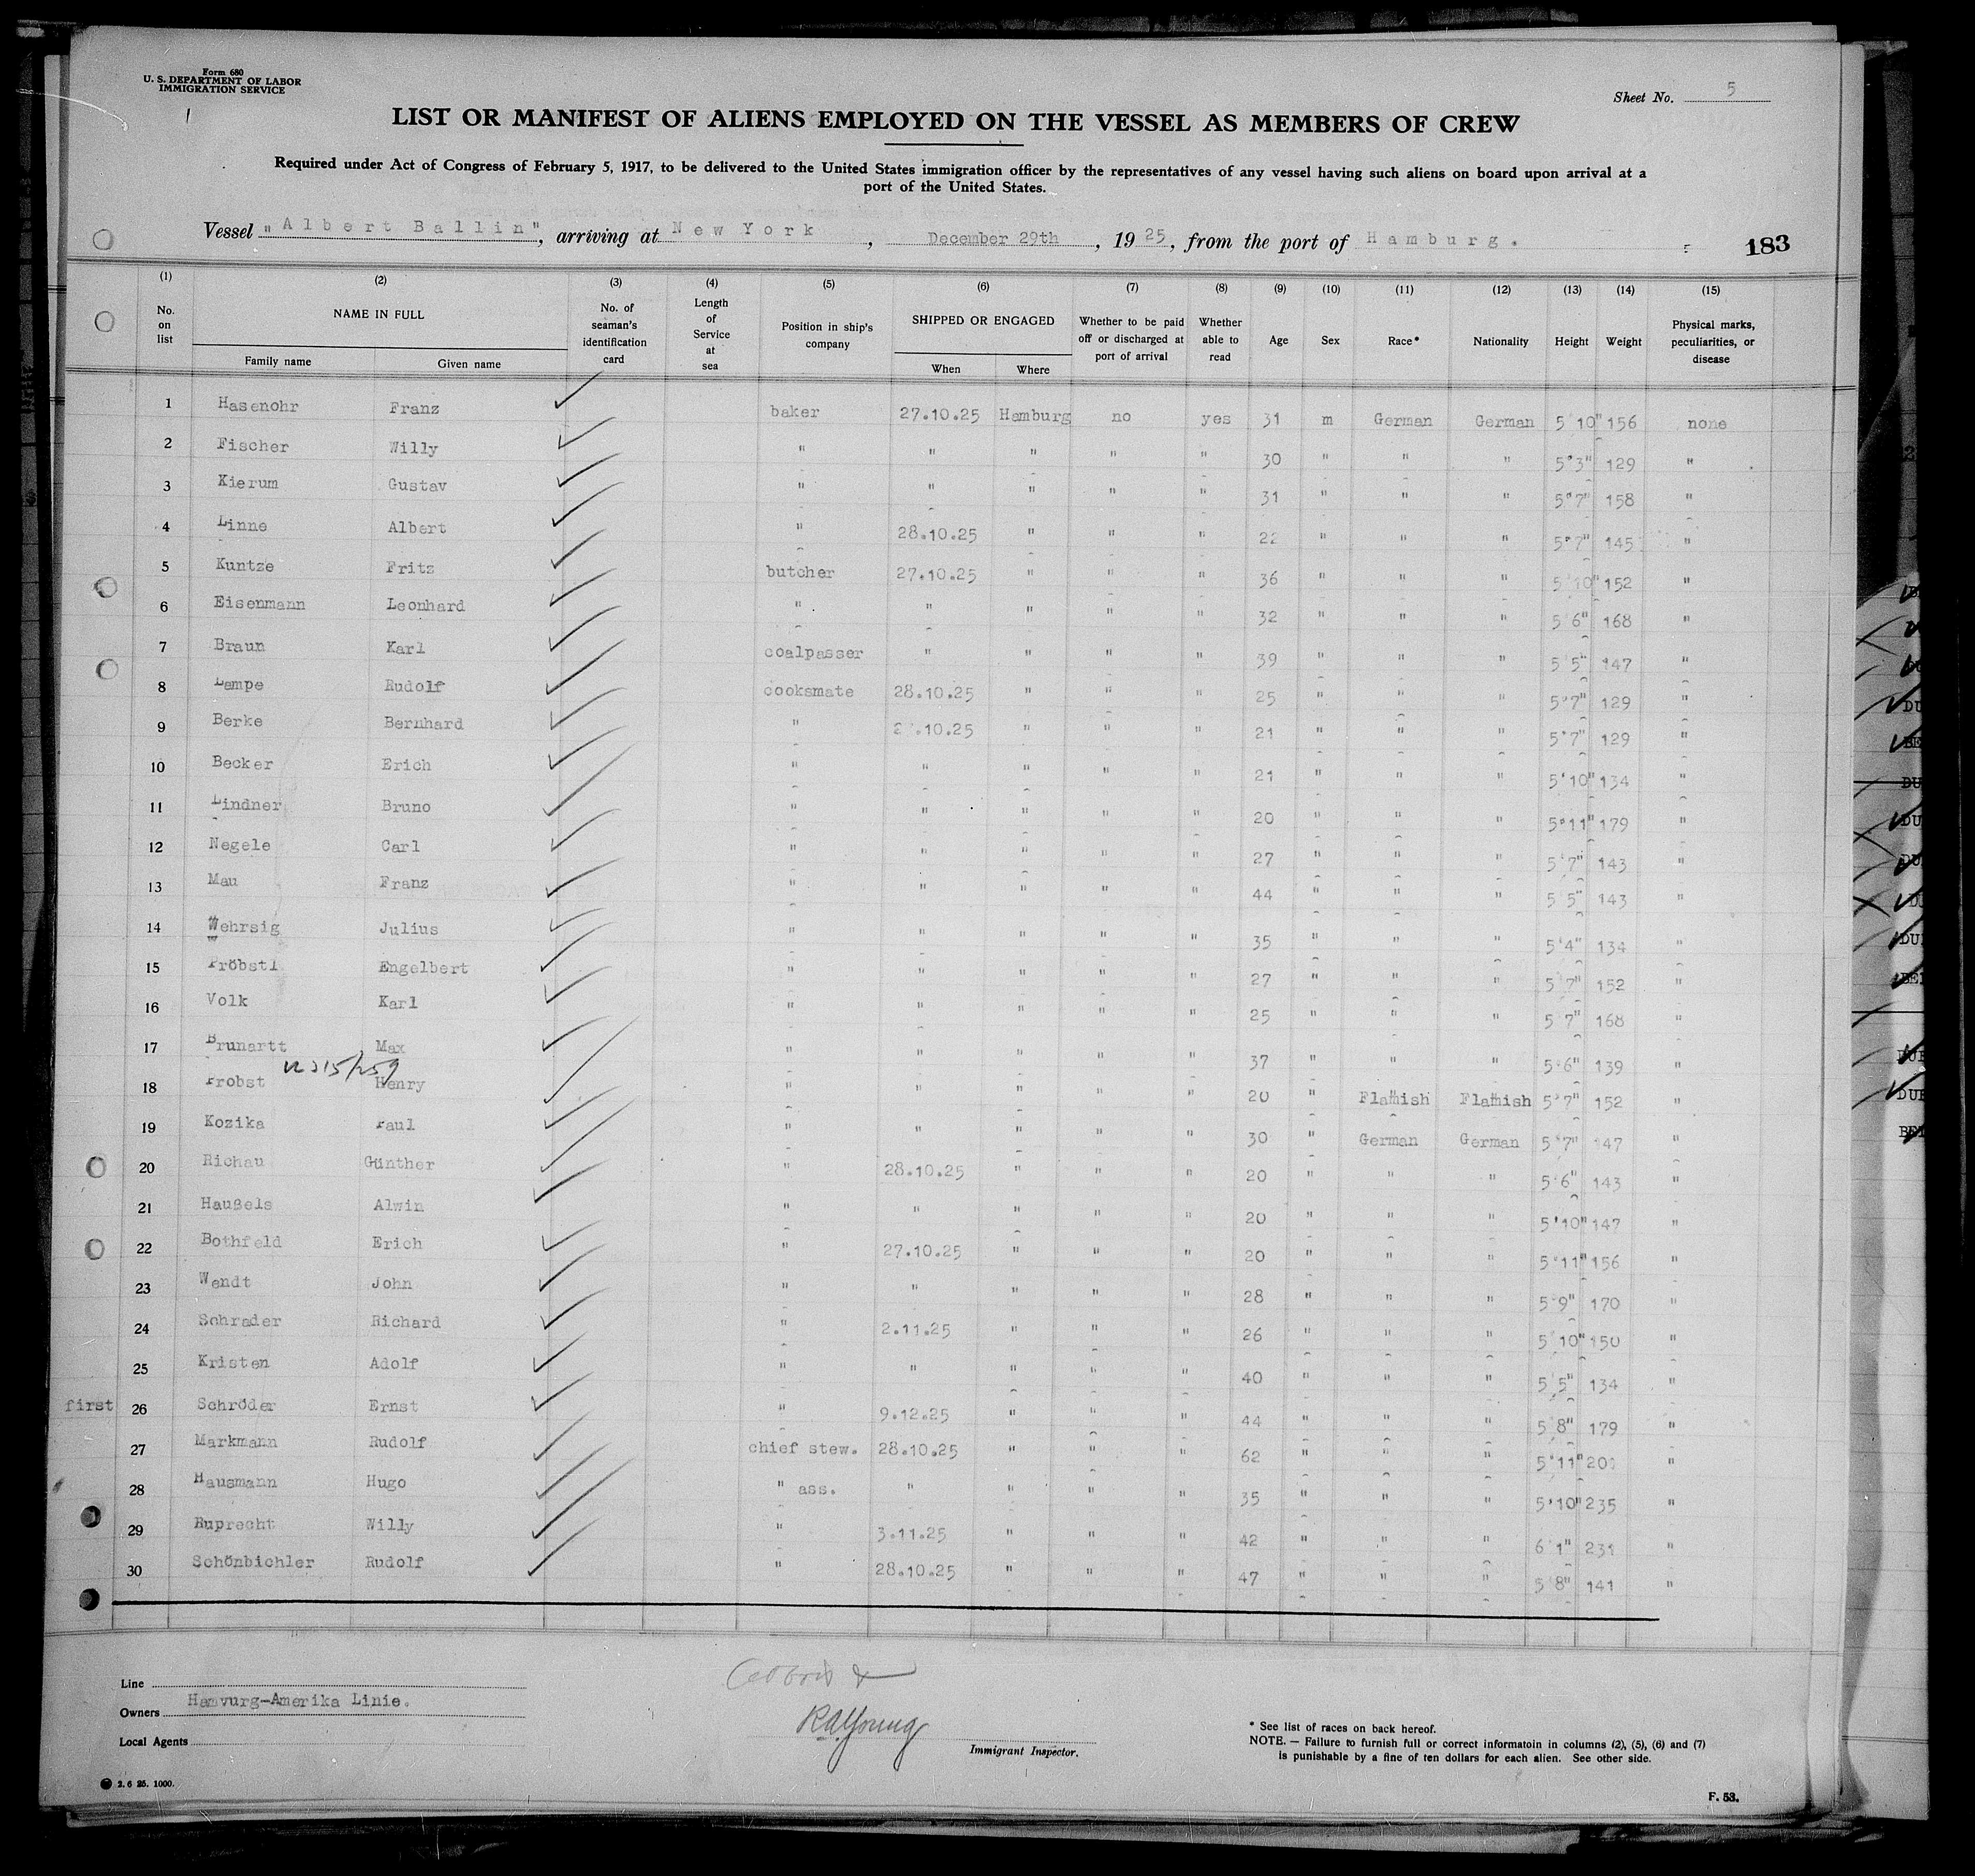 Form 680
U. S. DEPARTMENT OF LABOR
IMMIGRATION SERVICE
Sheet No. 5
LIST OR MANIFEST OF ALIENS EMPLOYED ON THE VESSEL AS MEMBERS OF CREW
Required under Act of Congress of February 5, 1917, to be delivered to the United States immigration officer by the representatives of any vessel having such aliens on board upon arrival at a
port of the United States.
Vessel "Albert Ballin", arriving at New York, December 29th, 1925, from the port of Hamburg.
183
(1) (2) (3) (4) (5) (6) (7) (8) (9) (10) (11) (12) (13) (14) (15)
No. on list NAME IN FULL Family name Given name No. of seaman's identification card Length of Service at sea Position in ship's company SHIPPED OR ENGAGED When Where Whether to be paid off or discharged at port of arrival Whether able to read Age Sex Race* Nationality Height Weight Physical marks, peculiarities, or disease
1 Hasenohr Franz baker 27.10.25 Hamburg no yes 31 m German German 5'10" 156 none
2 Fischer Willy " " " " " 30 " " " 5'3" 129 "
3 Kierum Gustav " " " " " 31 " " " 5'7" 158 "
4 Linne Albert " 28.10.25 " " " 22 " " " 5'7" 145 "
5 Kuntze Fritz butcher 27.10.25 " " " 36 " " " 5'10" 152 "
6 Eisenmann Leonhard " " " " " 32 " " " 5'6" 168 "
7 Braun Karl coalpasser " " " " 39 " " " 5'5" 147 "
8 Lampe Rudolf cooksmate 28.10.25 " " " 25 " " " 5'7" 129 "
9 Berke Bernhard " .10.25 " " " 21 " " " 5'7" 129 "
10 Becker Erich " " " " " 21 " " " 5'10" 134 "
11 Lindner Bruno " " " " " 20 " " " 5'11" 179 "
12 Negele Carl " " " " " 27 " " " 5'7" 143 "
13 Mau Franz " " " " " 44 " " " 5'5" 143 "
14 Wehrsig Julius " " " " " 35 " " " 5'4" 134 "
15 Pröbstl Engelbert " " " " " 27 " " " 5'7" 152 "
16 Volk Karl " " " " " 25 " " " 5'7" 168 "
17 Brunartt Max " " " " " 37 " " " 5'6" 139 "
18 Probst Henry " " " " " 20 " Flamish Flamish 5'7" 152 "
19 Kozika Paul " " " " " 30 " German German 5'7" 147 "
20 Richau Günther " 28.10.25 " " " 20 " " " 5'6" 143 "
21 Haußels Alwin " " " " " 20 " " " 5'10" 147 "
22 Bothfeld Erich " 27.10.25 " " " 20 " " " 5'11" 156 "
23 Wendt John " " " " " 28 " " " 5'9" 170 "
24 Schrader Richard " 2.11.25 " " " 26 " " " 5'10" 150 "
25 Kristen Adolf " " " " " 40 " " " 5'5" 134 "
first 26 Schröder Ernst " 9.12.25 " " " 44 " " " 5'8" 179 "
27 Markmann Rudolf chief stew. 28.10.25 " " " 62 " " " 5'11" 201 "
28 Hausmann Hugo " ass. " " " " 35 " " " 5'10" 235 "
29 Ruprecht Willy " 3.11.25 " " " 42 " " " 6'1" 231 "
30 Schönbichler Rudolf " 28.10.25 " " " 47 " " " 5'8" 141 "
Line
Owners Hamvurg-Amerika Linie.
Local Agents
RAYoung
Immigrant Inspector.
* See list of races on back hereof.
NOTE. — Failure to furnish full or correct informatoin in columns (2), (5), (6) and (7)
is punishable by a fine of ten dollars for each alien. See other side.
2. 6 25. 1000.
F. 53.